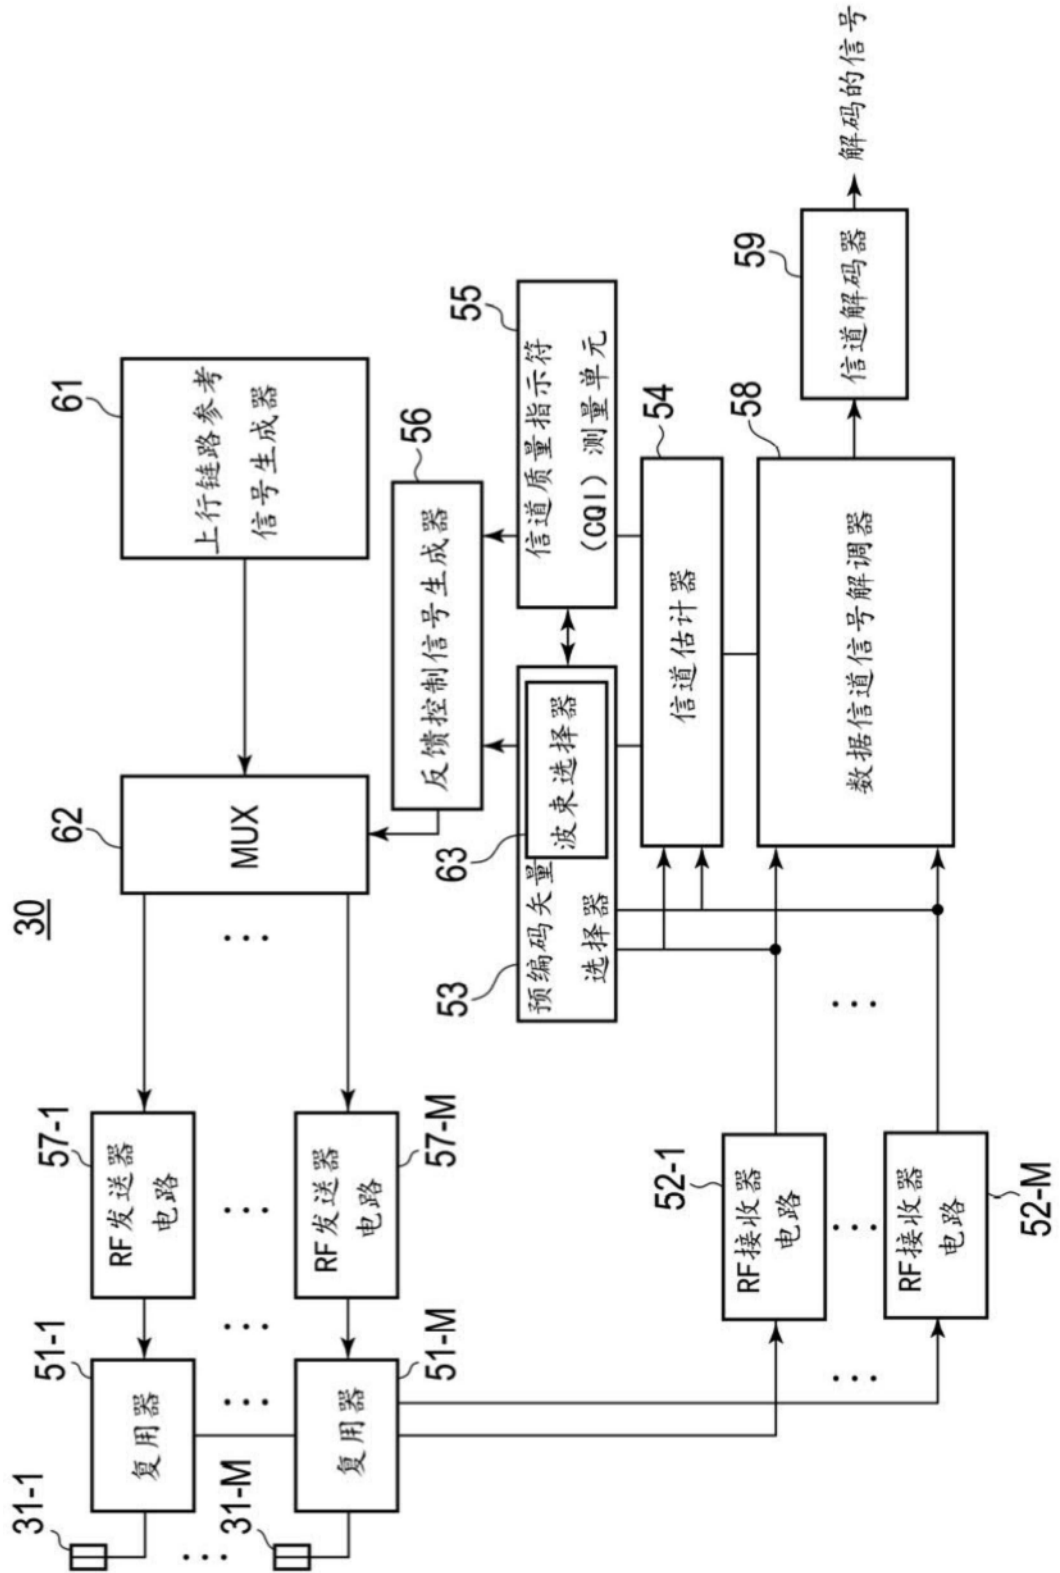 30
31-1
31-M
51-1
复用器
51-M
复用器
57-1
RF发送器
电路
57-M
RF发送器
电路
62
MUX
61
上行链路参考
信号生成器
56
反馈控制信号生成器
53
预编码矢量
选择器
63
波束选择器
55
信道质量指示符
(CQI) 测量单元
54
信道估计器
52-1
RF接收器
电路
52-M
RF接收器
电路
58
数据信道信号解调器
59
信道解码器
解码的信号